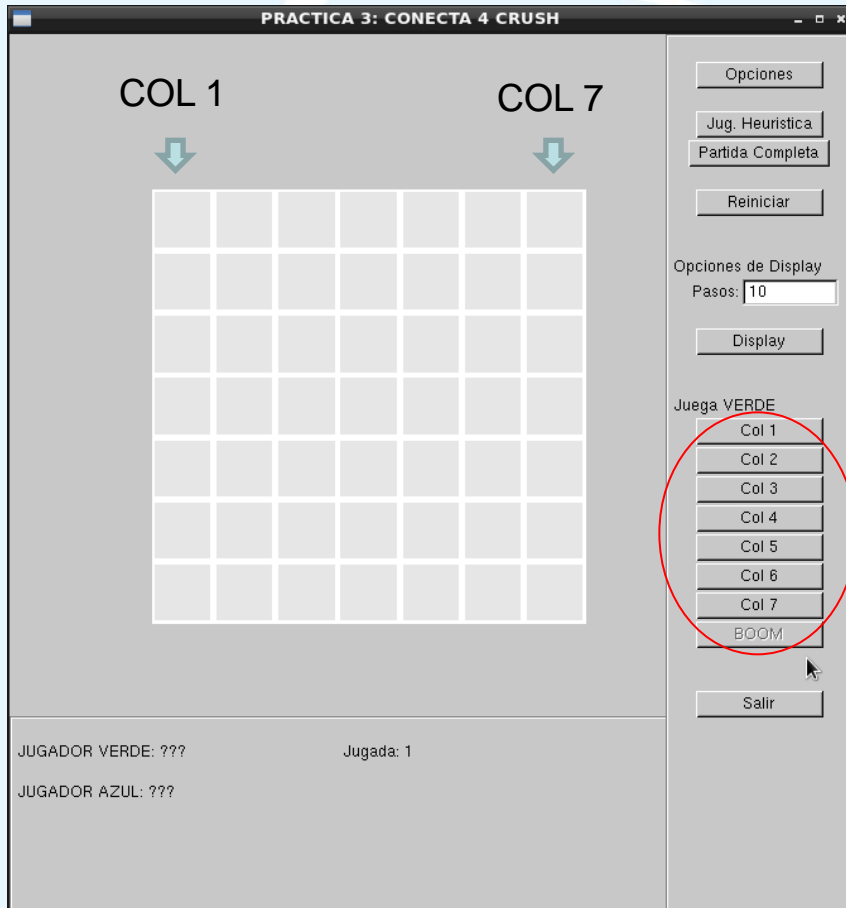 PRACTICA 3: CONECTA 4 CRUSH
COL 1
COL 7
Opciones
Jug. Heuristica
Partida Completa
Reiniciar
Opciones de Display
Pasos: 10
Display
Juega VERDE
Col 1
Col 2
Col 3
Col 4
Col 5
Col 6
Col 7
BOOM
Salir
JUGADOR VERDE: ??? Jugada: 1
JUGADOR AZUL: ???